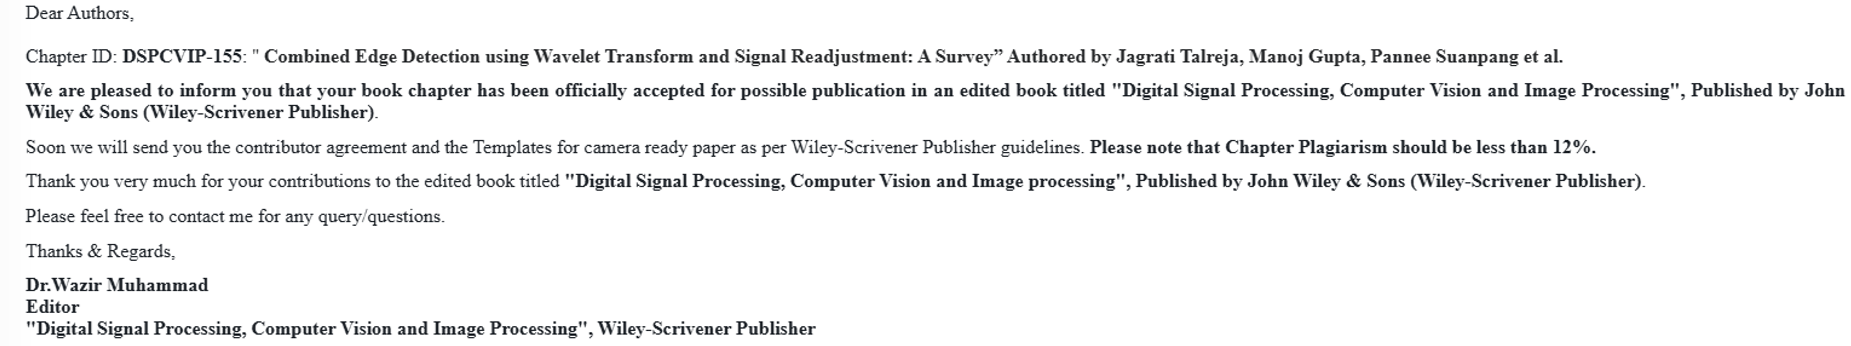 Dear Authors,
Chapter ID: DSPCVIP-155: " Combined Edge Detection using Wavelet Transform and Signal Readjustment: A Survey” Authored by Jagrati Talreja, Manoj Gupta, Pannee Suanpang et al.
We are pleased to inform you that your book chapter has been officially accepted for possible publication in an edited book titled "Digital Signal Processing, Computer Vision and Image Processing", Published by John
Wiley & Sons (Wiley-Scrivener Publisher).
Soon we will send you the contributor agreement and the Templates for camera ready paper as per Wiley-Scrivener Publisher guidelines. Please note that Chapter Plagiarism should be less than 12%.
Thank you very much for your contributions to the edited book titled "Digital Signal Processing, Computer Vision and Image processing", Published by John Wiley & Sons (Wiley-Scrivener Publisher).
Please feel free to contact me for any query/questions.
Thanks & Regards,
Dr.Wazir Muhammad
Editor
"Digital Signal Processing, Computer Vision and Image Processing", Wiley-Scrivener Publisher